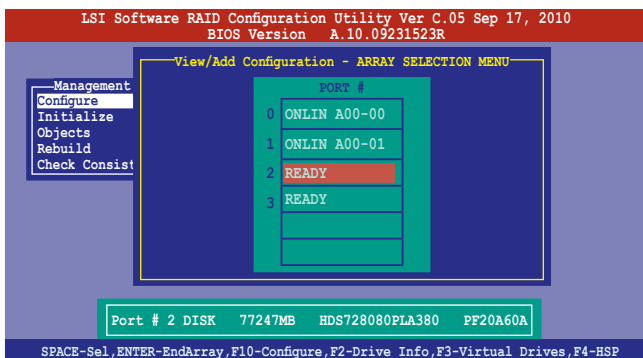 LSI Software RAID Configuration Utility Ver C.05 Sep 17, 2010
BIOS Version A.10.09231523R
View/Add Configuration - ARRAY SELECTION MENU
Management
Configure
Initialize
Objects
Rebuild
Check Consist
PORT #
0 ONLIN A00-00
1 ONLIN A00-01
2 READY
3 READY
Port # 2 DISK 77247MB HDS728080PLA380 PF20A60A
SPACE-Sel,ENTER-EndArray,F10-Configure,F2-Drive Info,F3-Virtual Drives,F4-HSP